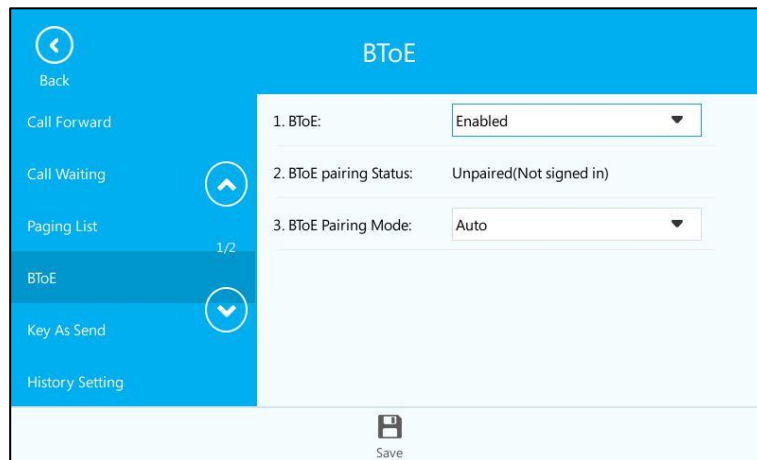 BToE
Back
Call Forward
Call Waiting
Paging List
1/2
BToE
Key As Send
History Setting
1. BToE: Enabled
2. BToE pairing Status: Unpaired(Not signed in)
3. BToE Pairing Mode: Auto
Save